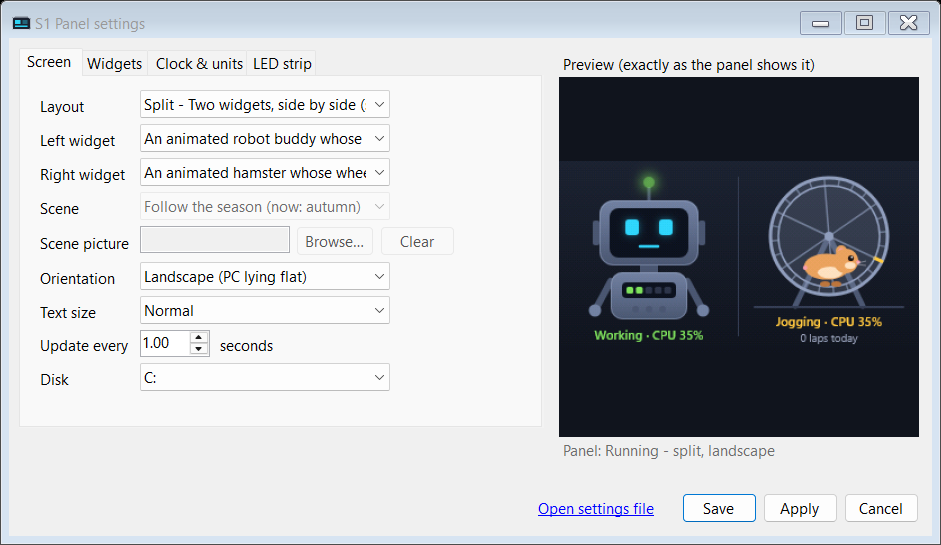 S1 Panel settings
Screen
Widgets
Clock & units
LED strip
Preview (exactly as the panel shows it)
Layout
Split - Two widgets, side by side (
Left widget
An animated robot buddy whose
Right widget
An animated hamster whose whee
Scene
Follow the season (now: autumn)
Scene picture
Browse...
Clear
Orientation
Landscape (PC lying flat)
Text size
Normal
Update every
1.00
seconds
Disk
C:
Working · CPU 35%
Jogging · CPU 35%
0 laps today
Panel: Running - split, landscape
Open settings file
Save
Apply
Cancel